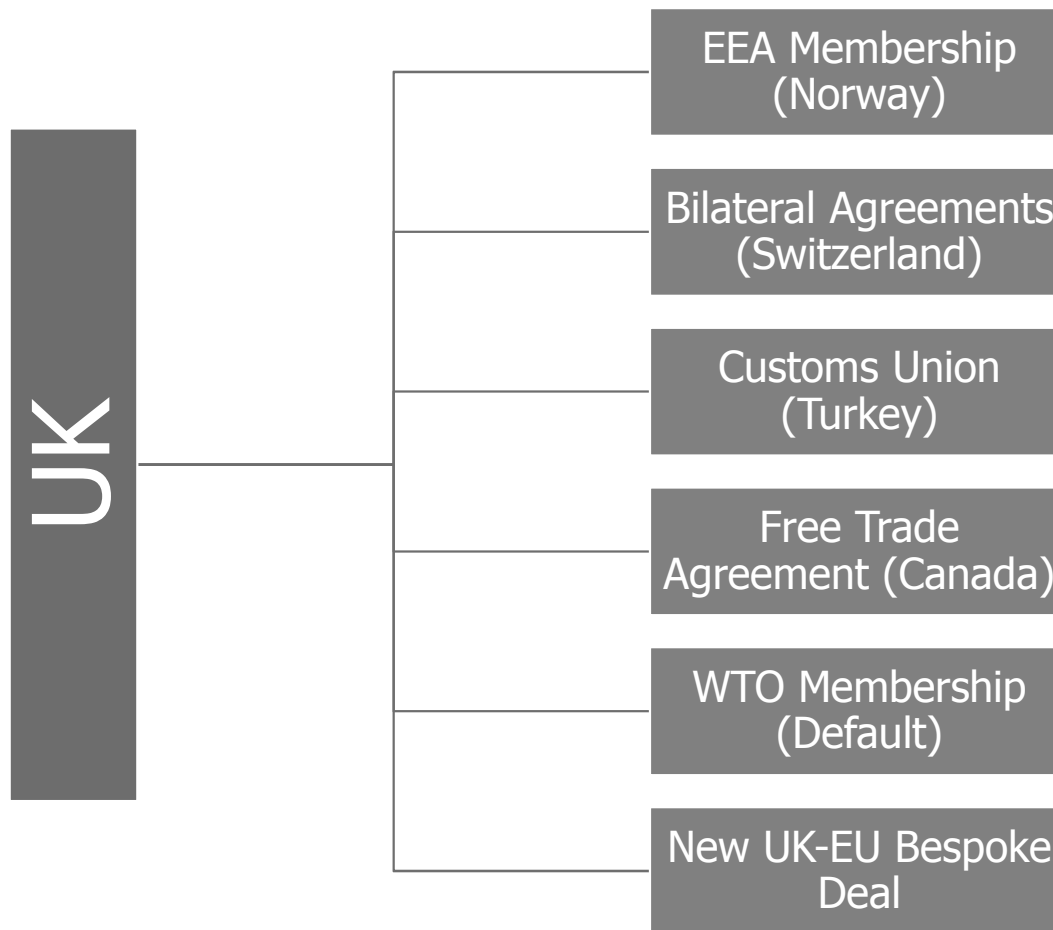 UK
EEA Membership
(Norway)
Bilateral Agreements
(Switzerland)
Customs Union
(Turkey)
Free Trade
Agreement (Canada)
WTO Membership
(Default)
New UK-EU Bespoke
Deal